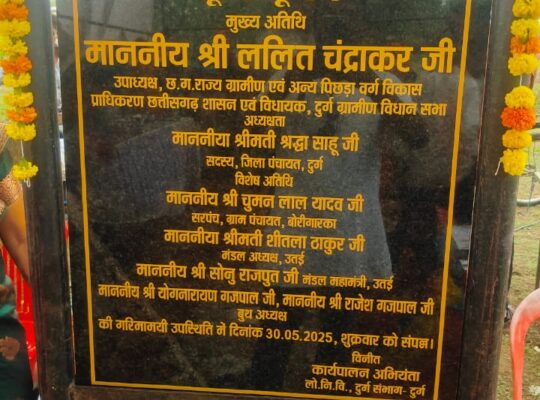 मुख्य अतिथि
माननीय श्री ललित चंद्राकर जी
उपाध्यक्ष, छ.ग.राज्य ग्रामीण एवं अन्य पिछड़ा वर्ग विकास
प्राधिकरण छत्तीसगढ़ शासन एवं विधायक, दुर्ग ग्रामीण विधान सभा
अध्यक्षता
माननीया श्रीमती श्रद्धा साहू जी
सदस्य, जिला पंचायत, दुर्ग
विशेष अतिथि
माननीय श्री चुमन लाल यादव जी
सरपंच, ग्राम पंचायत, बोरीगारका
माननीया श्रीमती शीतला ठाकुर जी
मंडल अध्यक्ष, उतई
माननीय श्री सोनु राजपुत जी मंडल महामंत्री, उतई
माननीय श्री योगनारायण गजपाल जी, माननीय श्री राजेश गजपाल जी
बुथ अध्यक्ष
की गरिमामयी उपस्थिति मे दिनांक 30.05.2025, शुक्रवार को संपन्न।
विनीत
कार्यपालन अभियंता
लो.नि.वि., दुर्ग संभाग- दुर्ग